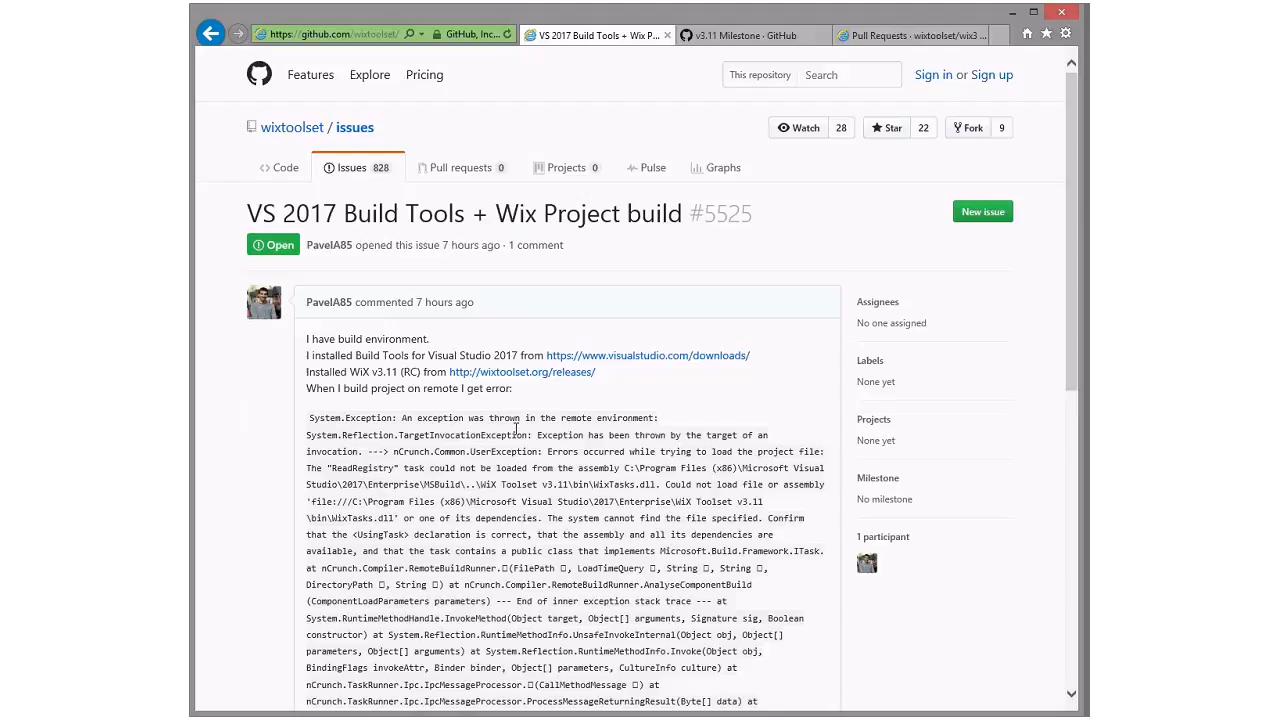 https://github.com/wixtoolset/
GitHub, Inc...
VS 2017 Build Tools + Wix P...
v3.11 Milestone · GitHub
Pull Requests · wixtoolset/wix3 ...
Features Explore Pricing
This repository Search
Sign in or Sign up
wixtoolset / issues
Watch 28 Star 22 Fork 9
Code Issues 828 Pull requests 0 Projects 0 Pulse Graphs
VS 2017 Build Tools + Wix Project build #5525
New issue
Open PavelA85 opened this issue 7 hours ago · 1 comment
PavelA85 commented 7 hours ago
I have build environment.
I installed Build Tools for Visual Studio 2017 from https://www.visualstudio.com/downloads/
Installed WiX v3.11 (RC) from http://wixtoolset.org/releases/
When I build project on remote I get error:
System.Exception: An exception was thrown in the remote environment:
System.Reflection.TargetInvocationException: Exception has been thrown by the target of an
invocation. ---> nCrunch.Common.UserException: Errors occurred while trying to load the project file:
The "ReadRegistry" task could not be loaded from the assembly C:\Program Files (x86)\Microsoft Visual
Studio\2017\Enterprise\MSBuild\..\WiX Toolset v3.11\bin\WixTasks.dll. Could not load file or assembly
'file:///C:\Program Files (x86)\Microsoft Visual Studio\2017\Enterprise\WiX Toolset v3.11
\bin\WixTasks.dll' or one of its dependencies. The system cannot find the file specified. Confirm
that the <UsingTask> declaration is correct, that the assembly and all its dependencies are
available, and that the task contains a public class that implements Microsoft.Build.Framework.ITask.
at nCrunch.Compiler.RemoteBuildRunner.▯(FilePath ▯, LoadTimeQuery ▯, String ▯, String ▯,
DirectoryPath ▯, String ▯) at nCrunch.Compiler.RemoteBuildRunner.AnalyseComponentBuild
(ComponentLoadParameters parameters) --- End of inner exception stack trace --- at
System.RuntimeMethodHandle.InvokeMethod(Object target, Object[] arguments, Signature sig, Boolean
constructor) at System.Reflection.RuntimeMethodInfo.UnsafeInvokeInternal(Object obj, Object[]
parameters, Object[] arguments) at System.Reflection.RuntimeMethodInfo.Invoke(Object obj,
BindingFlags invokeAttr, Binder binder, Object[] parameters, CultureInfo culture) at
nCrunch.TaskRunner.Ipc.IpcMessageProcessor.▯(CallMethodMessage ▯) at
nCrunch.TaskRunner.Ipc.IpcMessageProcessor.ProcessMessageReturningResult(Byte[] data) at
Assignees
No one assigned
Labels
None yet
Projects
None yet
Milestone
No milestone
1 participant